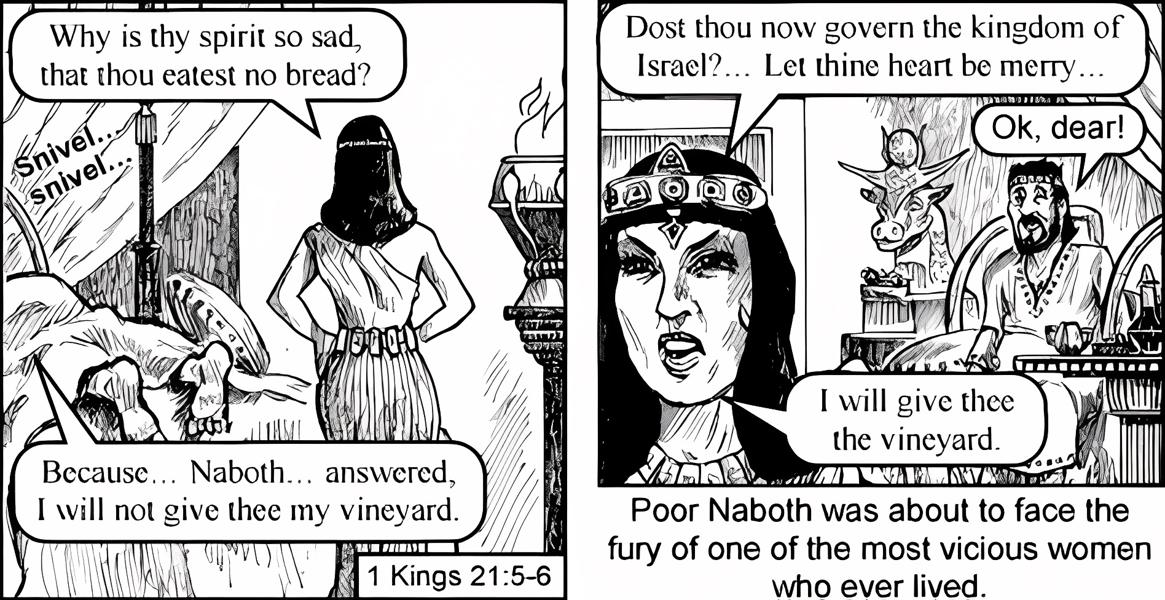 Why is thy spirit so sad,
that thou eatest no bread?
Snivel...
snivel...
Because... Naboth... answered,
I will not give thee my vineyard.
1 Kings 21:5-6
Dost thou now govern the kingdom of
Israel?... Let thine heart be merry...
Ok, dear!
I will give thee
the vineyard.
Poor Naboth was about to face the
fury of one of the most vicious women
who ever lived.